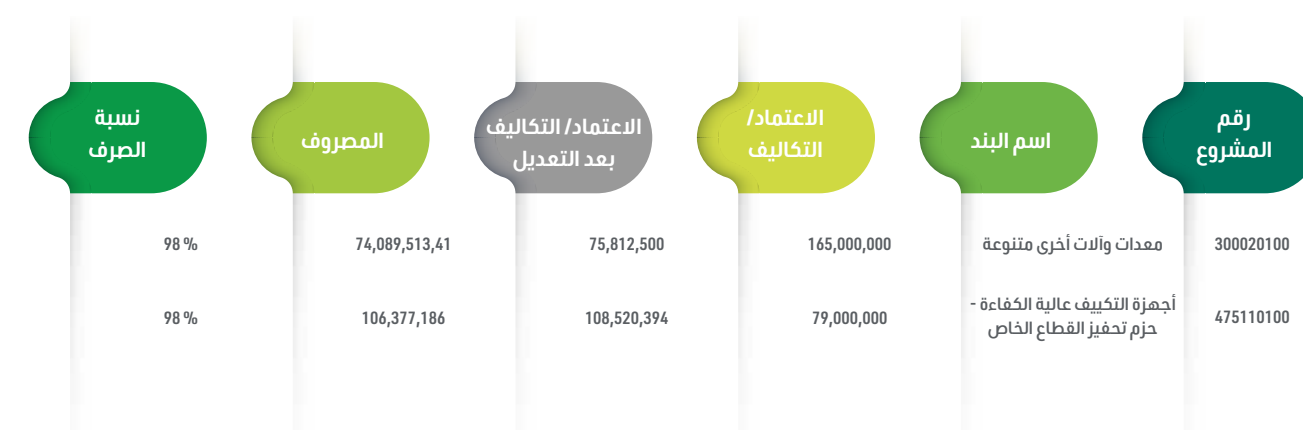 رقم
المشروع
اسم البند
الاعتماد/
التكاليف
الاعتماد/ التكاليف
بعد التعديل
المصروف
نسبة
الصرف
300020100
معدات وآلات أخرى متنوعة
165,000,000
75,812,500
74,089,513,41
98 %
475110100
أجهزة التكييف عالية الكفاءة -
حزم تحفيز القطاع الخاص
79,000,000
108,520,394
106,377,186
98 %